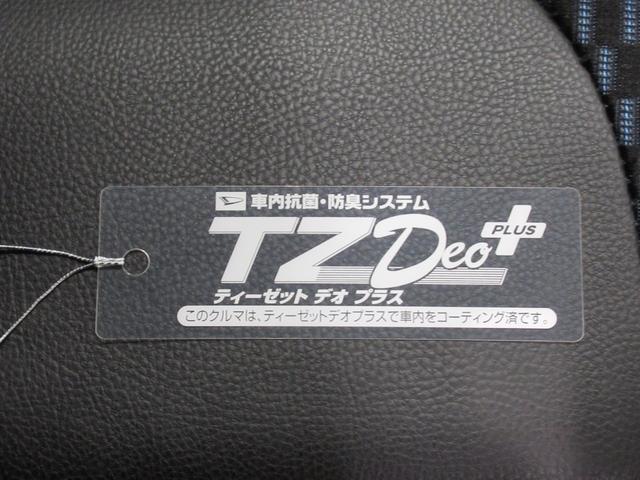 車内抗菌・防臭システム
TZ Deo PLUS
ティーゼット デオ プラス
このクルマは、ティーゼットデオプラスで車内をコーティング済です。